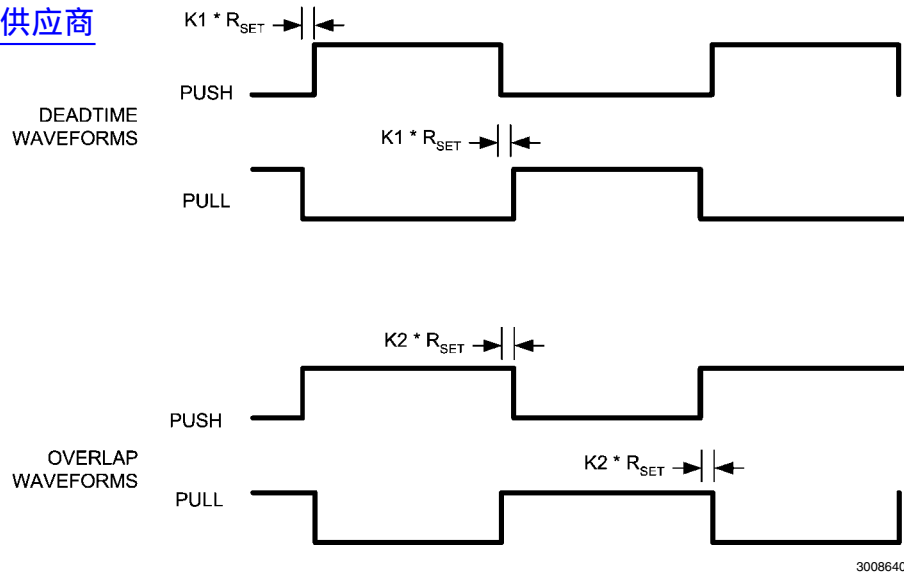 供应商
K1 * RSET
PUSH
DEADTIME
WAVEFORMS
K1 * RSET
PULL
K2 * RSET
PUSH
OVERLAP
WAVEFORMS
K2 * RSET
PULL
3008640